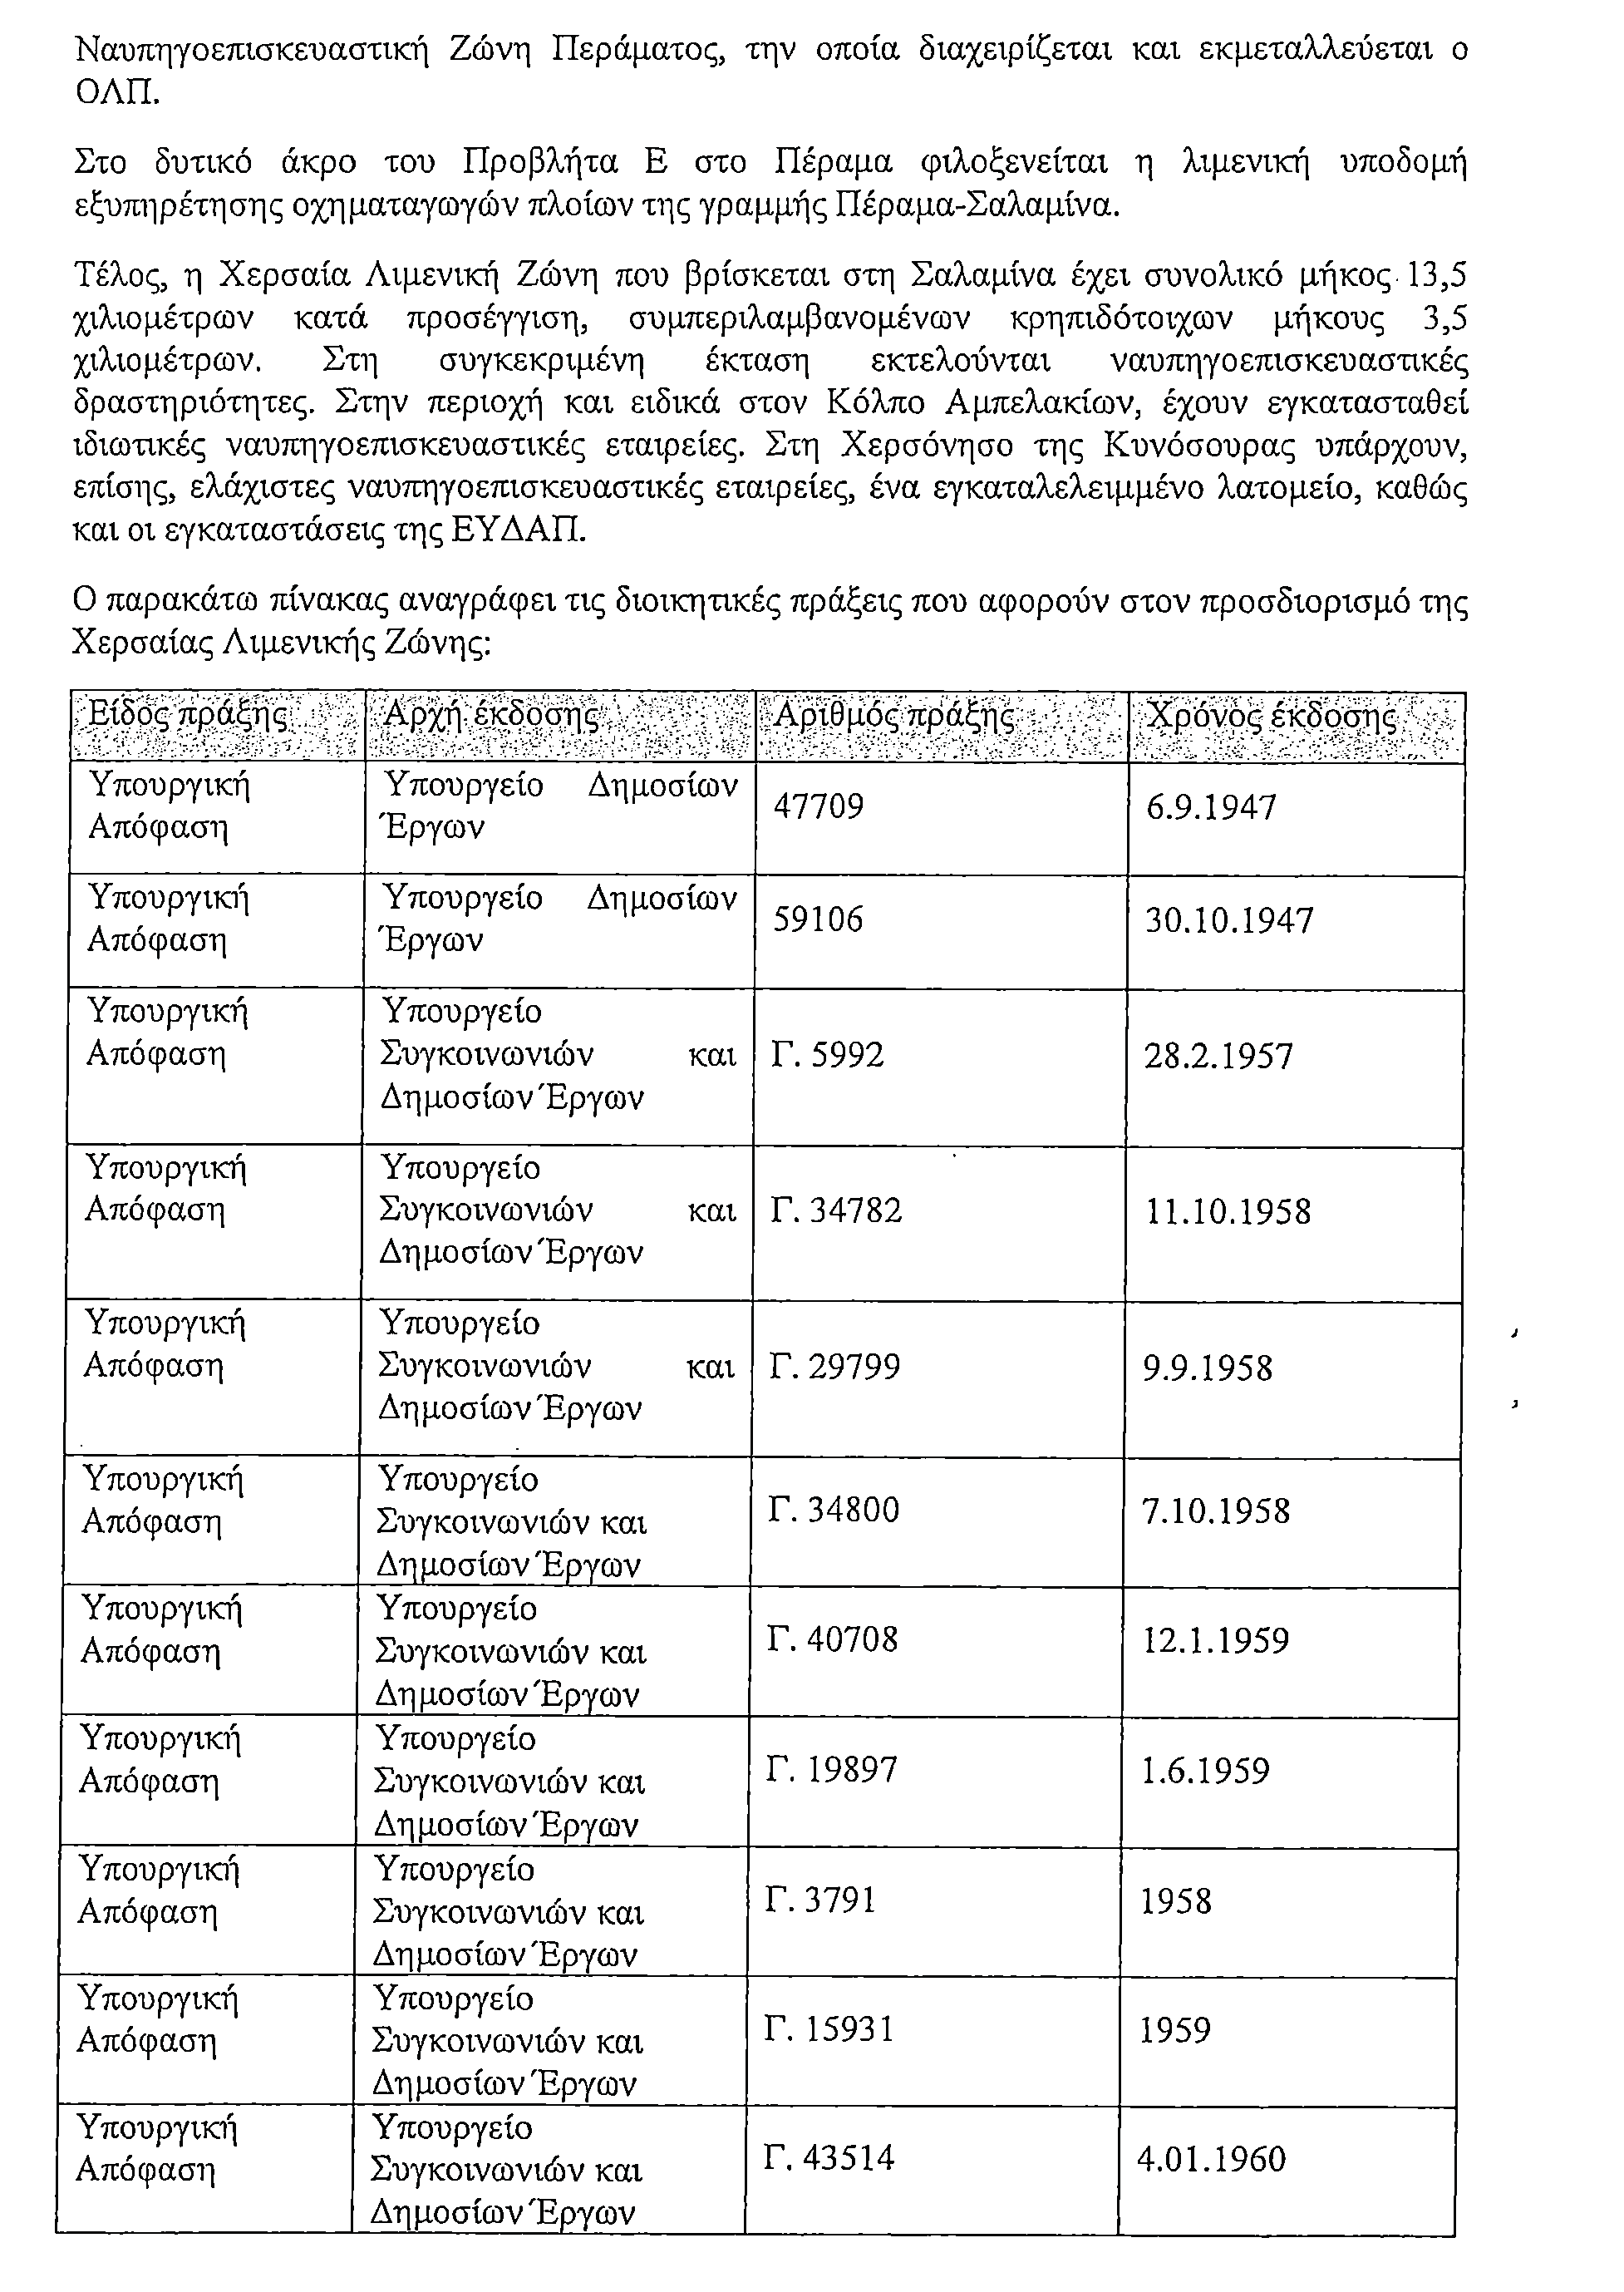 Ναυπηγοεπισκευαστική Ζώνη Περάματος, την οποία διαχειρίζεται και εκμεταλλεύεται ο
ΟΛΠ.
Στο δυτικό άκρο του Προβλήτα Ε στο Πέραμα φιλοξενείται η λιμενική υποδομή
εξυπηρέτησης οχηματαγωγών πλοίων της γραμμής Πέραμα-Σαλαμίνα.
Τέλος, η Χερσαία Λιμενική Ζώνη που βρίσκεται στη Σαλαμίνα έχει συνολικό μήκος 13,5
χιλιομέτρων κατά προσέγγιση, συμπεριλαμβανομένων κρηπιδότοιχων μήκους 3,5
χιλιομέτρων. Στη συγκεκριμένη έκταση εκτελούνται ναυπηγοεπισκευαστικές
δραστηριότητες. Στην περιοχή και ειδικά στον Κόλπο Αμπελακίων, έχουν εγκατασταθεί
ιδιωτικές ναυπηγοεπισκευαστικές εταιρείες. Στη Χερσόνησο της Κυνόσουρας υπάρχουν,
επίσης, ελάχιστες ναυπηγοεπισκευαστικές εταιρείες, ένα εγκαταλελειμμένο λατομείο, καθώς
και οι εγκαταστάσεις της ΕΥΔΑΠ.
Ο παρακάτω πίνακας αναγράφει τις διοικητικές πράξεις που αφορούν στον προσδιορισμό της
Χερσαίας Λιμενικής Ζώνης:
Είδος πράξης Αρχή έκδοσης Αριθμός πράξης Χρόνος έκδοσης
Υπουργική Υπουργείο Δημοσίων
47709 6.9.1947
Απόφαση Έργων
Υπουργική Υπουργείο Δημοσίων
59106 30.10.1947
Απόφαση Έργων
Υπουργική Υπουργείο
Απόφαση Συγκοινωνιών και Γ. 5992 28.2.1957
Δημοσίων Έργων
Υπουργική Υπουργείο
Απόφαση Συγκοινωνιών και Γ. 34782 11.10.1958
Δημοσίων Έργων
Υπουργική Υπουργείο
Απόφαση Συγκοινωνιών και Γ. 29799 9.9.1958
Δημοσίων Έργων
Υπουργική Υπουργείο
Απόφαση Συγκοινωνιών και Γ. 34800 7.10.1958
Δημοσίων Έργων
Υπουργική Υπουργείο
Απόφαση Συγκοινωνιών και Γ. 40708 12.1.1959
Δημοσίων Έργων
Υπουργική Υπουργείο
Απόφαση Συγκοινωνιών και Γ. 19897 1.6.1959
Δημοσίων Έργων
Υπουργική Υπουργείο
Απόφαση Συγκοινωνιών και Γ. 3791 1958
Δημοσίων Έργων
Υπουργική Υπουργείο
Απόφαση Συγκοινωνιών και Γ. 15931 1959
Δημοσίων Έργων
Υπουργική Υπουργείο
Απόφαση Συγκοινωνιών και Γ. 43514 4.01.1960
Δημοσίων Έργων